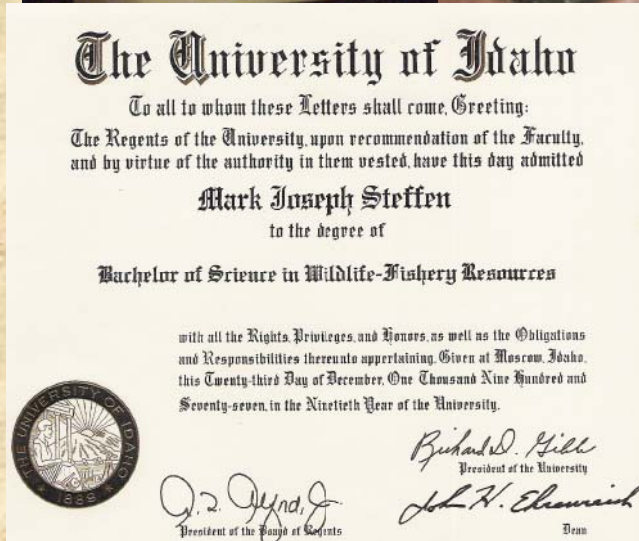 The University of Idaho
To all to whom these Letters shall come, Greeting:
The Regents of the University, upon recommendation of the Faculty,
and by virtue of the authority in them vested, have this day admitted
Mark Joseph Steffen
to the degree of
Bachelor of Science in Wildlife-Fishery Resources
with all the Rights, Privileges, and Honors, as well as the Obligations
and Responsibilities thereunto appertaining. Given at Moscow, Idaho,
this Twenty-third Day of December, One Thousand Nine Hundred and
Seventy-seven, in the Ninetieth Year of the University.
THE UNIVERSITY OF IDAHO
1889
Richard D. Gibb
President of the University
John H. Ehrenreich
President of the Board of Regents
Dean